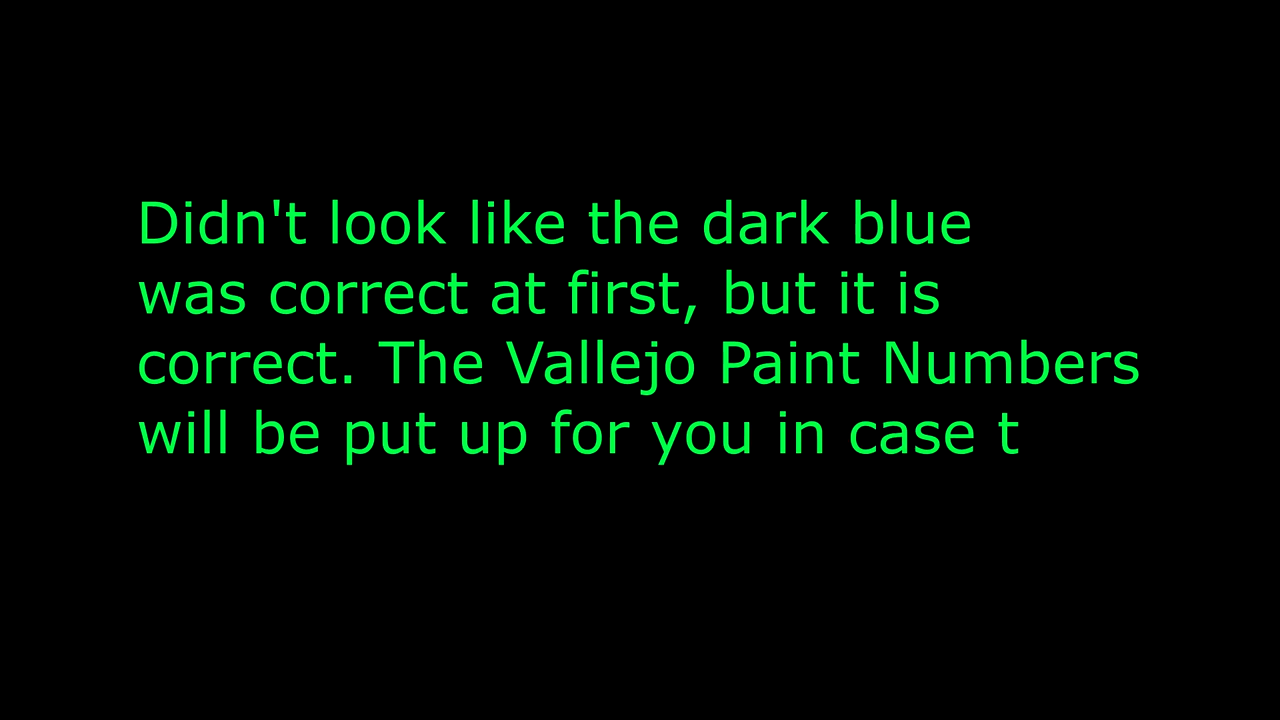 Didn't look like the dark blue
was correct at first, but it is
correct. The Vallejo Paint Numbers
will be put up for you in case t